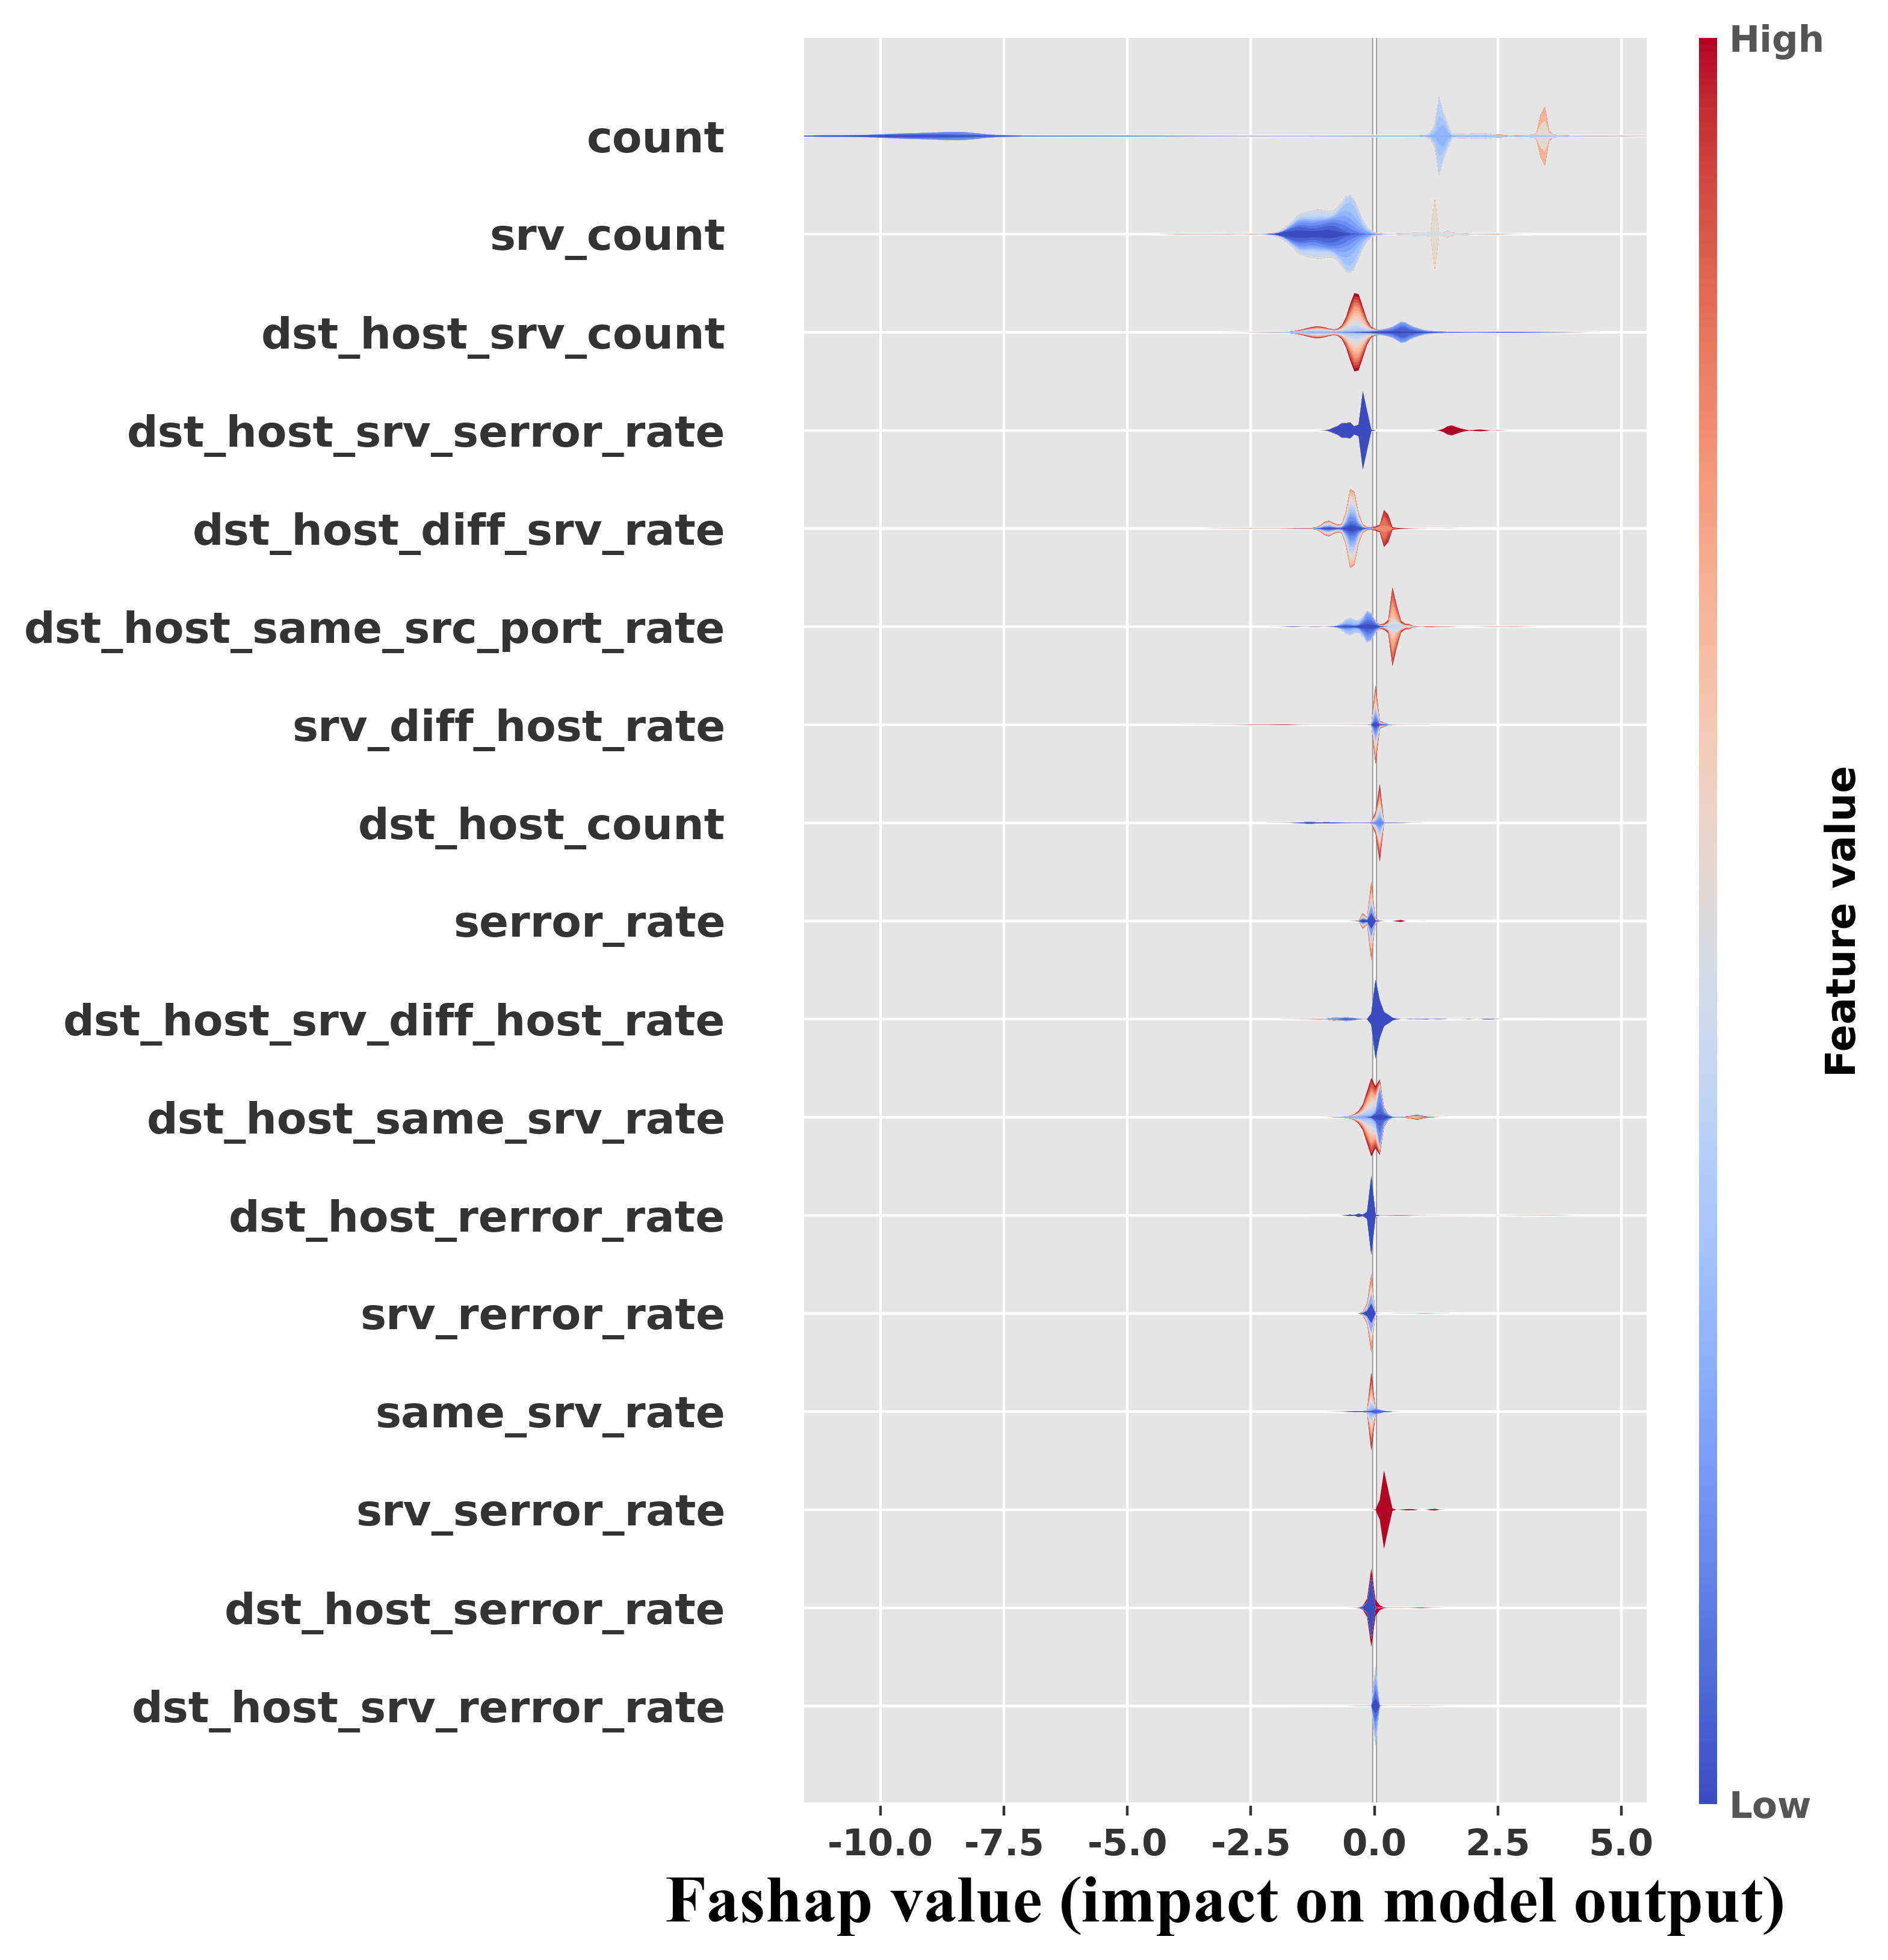 High
count
srv_count
dst_host_srv_count
dst_host_srv_serror_rate
dst_host_diff_srv_rate
dst_host_same_src_port_rate
srv_diff_host_rate
dst_host_count
serror_rate
dst_host_srv_diff_host_rate
dst_host_same_srv_rate
dst_host_rerror_rate
srv_rerror_rate
same_srv_rate
srv_serror_rate
dst_host_serror_rate
dst_host_srv_rerror_rate
Feature value
Low
-10.0 -7.5 -5.0 -2.5 0.0 2.5 5.0
Fashap value (impact on model output)